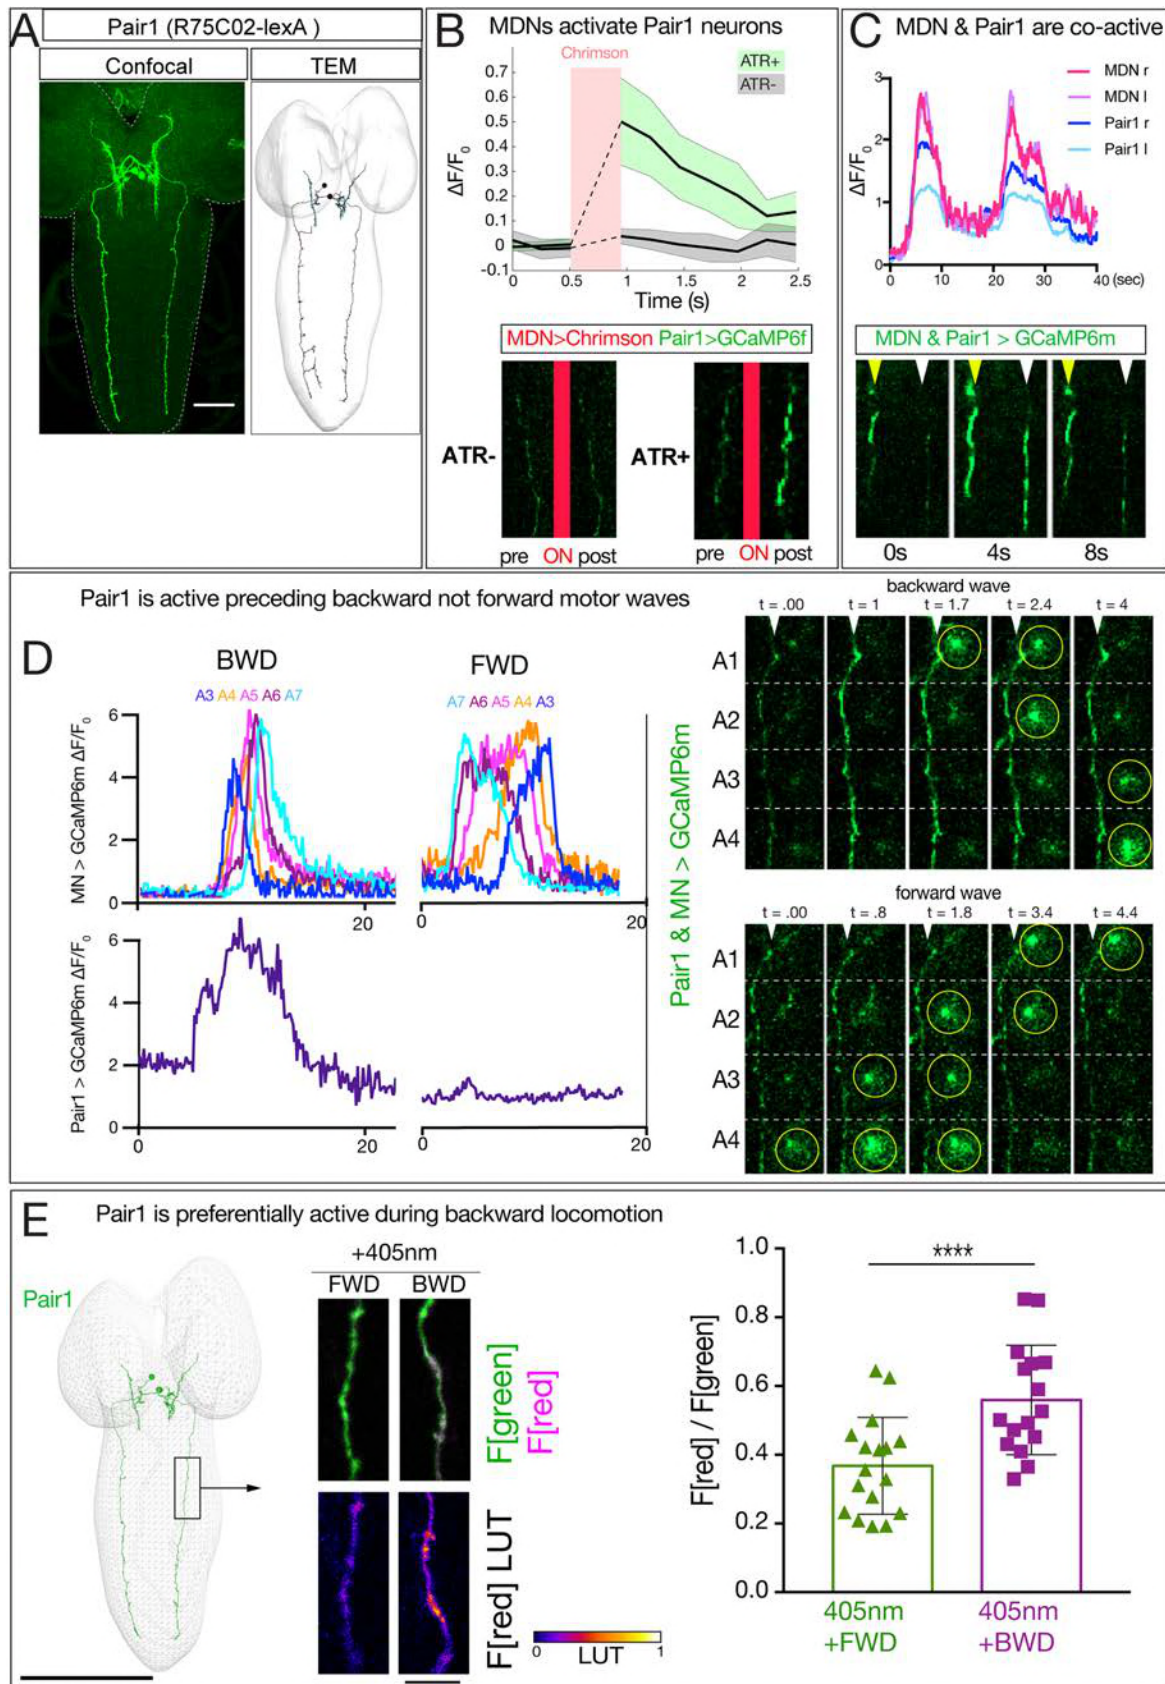 A
Pair1 (R75C02-lexA )
Confocal
TEM
B
MDNs activate Pair1 neurons
Chrimson
ATR+
ATR-
ΔF/F0
0.7
0.6
0.5
0.4
0.3
0.2
0.1
0
-0.1
0 0.5 1 1.5 2 2.5
Time (s)
MDN>Chrimson Pair1>GCaMP6f
ATR-
ATR+
pre ON post
pre ON post
C
MDN & Pair1 are co-active
MDN r
MDN l
Pair1 r
Pair1 l
ΔF/F0
3
2
1
0
0 10 20 30 40 (sec)
MDN & Pair1 > GCaMP6m
0s 4s 8s
D
Pair1 is active preceding backward not forward motor waves
BWD
A3 A4 A5 A6 A7
FWD
A7 A6 A5 A4 A3
MN > GCaMP6m ΔF/F0
6
4
2
0
20
0
20
Pair1 > GCaMP6m ΔF/F0
6
4
2
0
0 20
0 20
Pair1 & MN > GCaMP6m
backward wave
t = .00 t = 1 t = 1.7 t = 2.4 t = 4
A1
A2
A3
A4
forward wave
t = .00 t = .8 t = 1.8 t = 3.4 t = 4.4
A1
A2
A3
A4
E
Pair1 is preferentially active during backward locomotion
Pair1
+405nm
FWD BWD
F[green]
F[red]
F[red] LUT
0 LUT 1
F[red] / F[green]
1.0
0.8
0.6
0.4
0.2
0.0
****
405nm
+FWD
405nm
+BWD